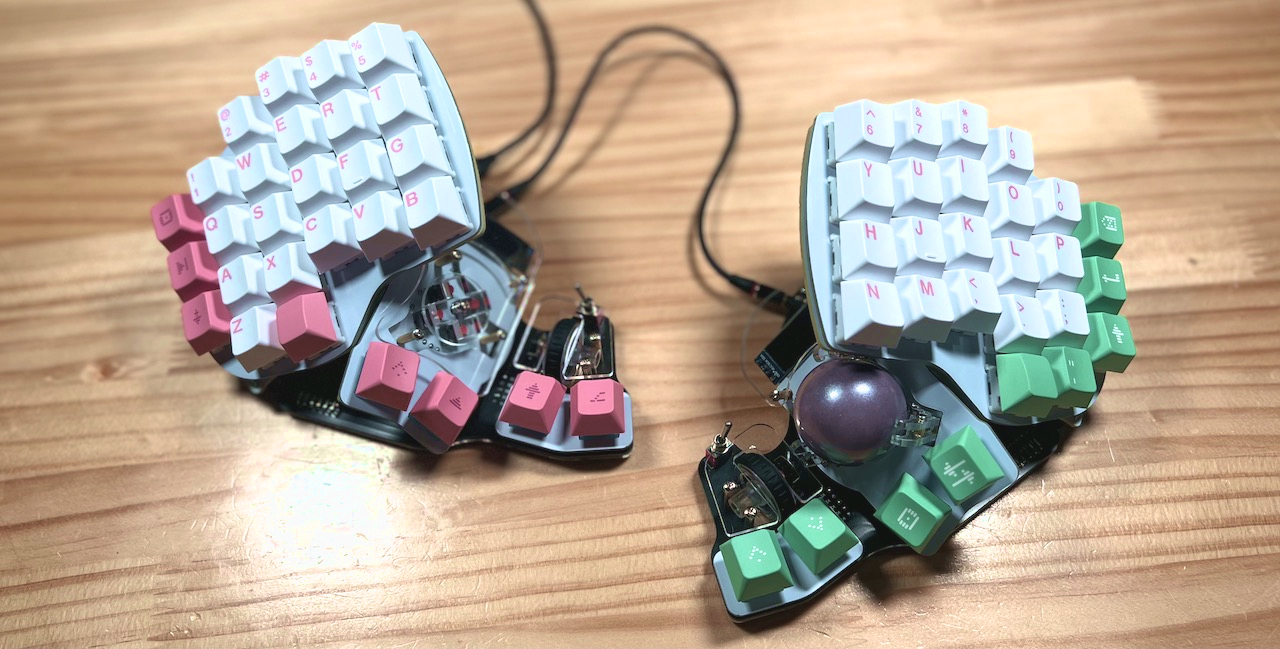 ! @ # $ %
1 2 3 4 5
Q W E R T
A S D F G
Z X C V B
^ & * ( )
6 7 8 9 0
Y U I O P
H J K L
N M < >
,